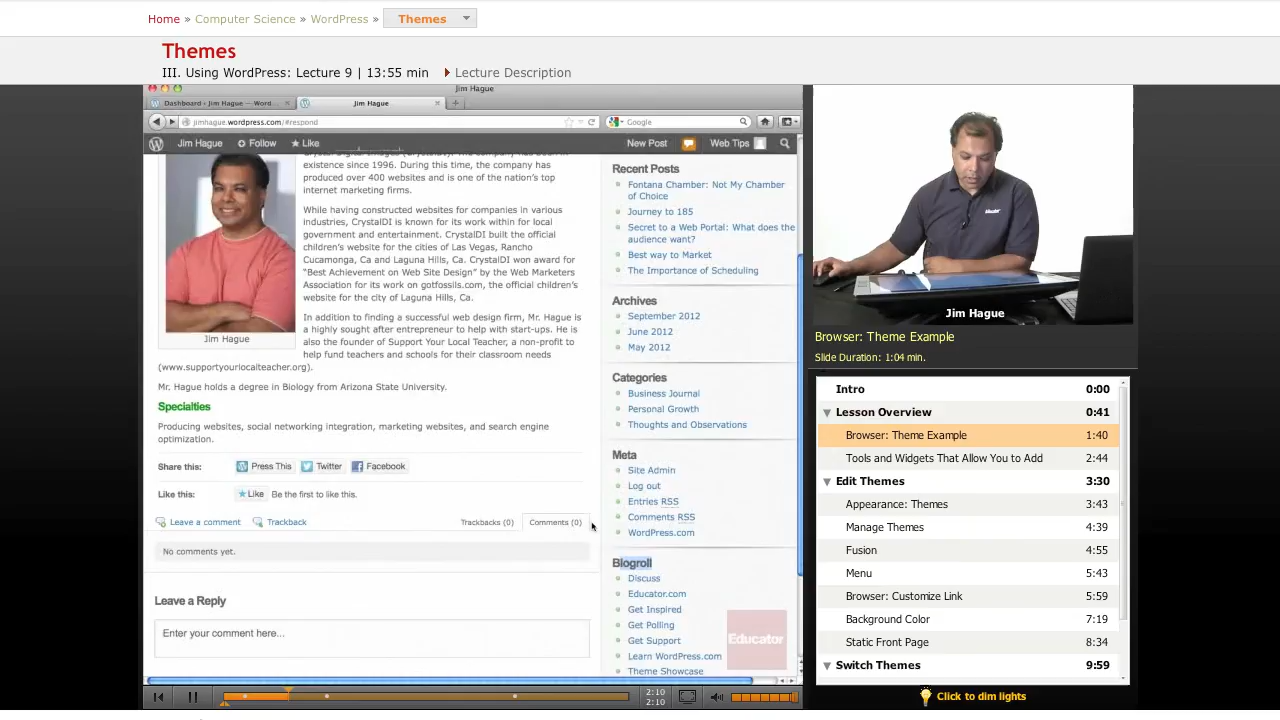 Home » Computer Science » WordPress » Themes
Themes
III. Using WordPress: Lecture 9 | 13:55 min Lecture Description
Jim Hague
Dashboard ‹ Jim Hague — Word...
Jim Hague
jimhague.wordpress.com/#respond
Google
Jim Hague Follow Like New Post Web Tips
existence since 1996. During this time, the company has
produced over 400 websites and is one of the nation's top
internet marketing firms.
While having constructed websites for companies in various
industries, CrystalDI is known for its work within for local
government and entertainment. CrystalDI built the official
children's website for the cities of Las Vegas, Rancho
Cucamonga, Ca and Laguna Hills, Ca. CrystalDI won award for
"Best Achievement on Web Site Design" by the Web Marketers
Association for its work on gotfossils.com, the official children's
website for the city of Laguna Hills, Ca.
In addition to finding a successful web design firm, Mr. Hague is
a highly sought after entrepreneur to help with start-ups. He is
also the founder of Support Your Local Teacher, a non-profit to
help fund teachers and schools for their classroom needs
(www.supportyourlocalteacher.org).
Jim Hague
Mr. Hague holds a degree in Biology from Arizona State University.
Specialties
Producing websites, social networking integration, marketing websites, and search engine
optimization.
Share this: Press This Twitter Facebook
Like this: Like Be the first to like this.
Leave a comment Trackback Trackbacks (0) Comments (0)
No comments yet.
Leave a Reply
Enter your comment here...
Recent Posts
Fontana Chamber: Not My Chamber
of Choice
Journey to 185
Secret to a Web Portal: What does the
audience want?
Best way to Market
The Importance of Scheduling
Archives
September 2012
June 2012
May 2012
Categories
Business Journal
Personal Growth
Thoughts and Observations
Meta
Site Admin
Log out
Entries RSS
Comments RSS
WordPress.com
Blogroll
Discuss
Educator.com
Get Inspired
Get Polling
Get Support
Learn WordPress.com
Theme Showcase
Educator
2:10
2:10
Educator
Jim Hague
Browser: Theme Example
Slide Duration: 1:04 min.
Intro 0:00
Lesson Overview 0:41
Browser: Theme Example 1:40
Tools and Widgets That Allow You to Add 2:44
Edit Themes 3:30
Appearance: Themes 3:43
Manage Themes 4:39
Fusion 4:55
Menu 5:43
Browser: Customize Link 5:59
Background Color 7:19
Static Front Page 8:34
Switch Themes 9:59
Click to dim lights